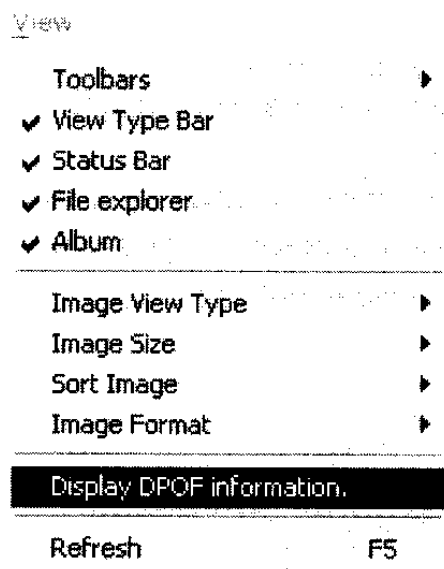 View
Toolbars
View Type Bar
Status Bar
File explorer
Album
Image View Type
Image Size
Sort Image
Image Format
Display DPOF information.
Refresh F5